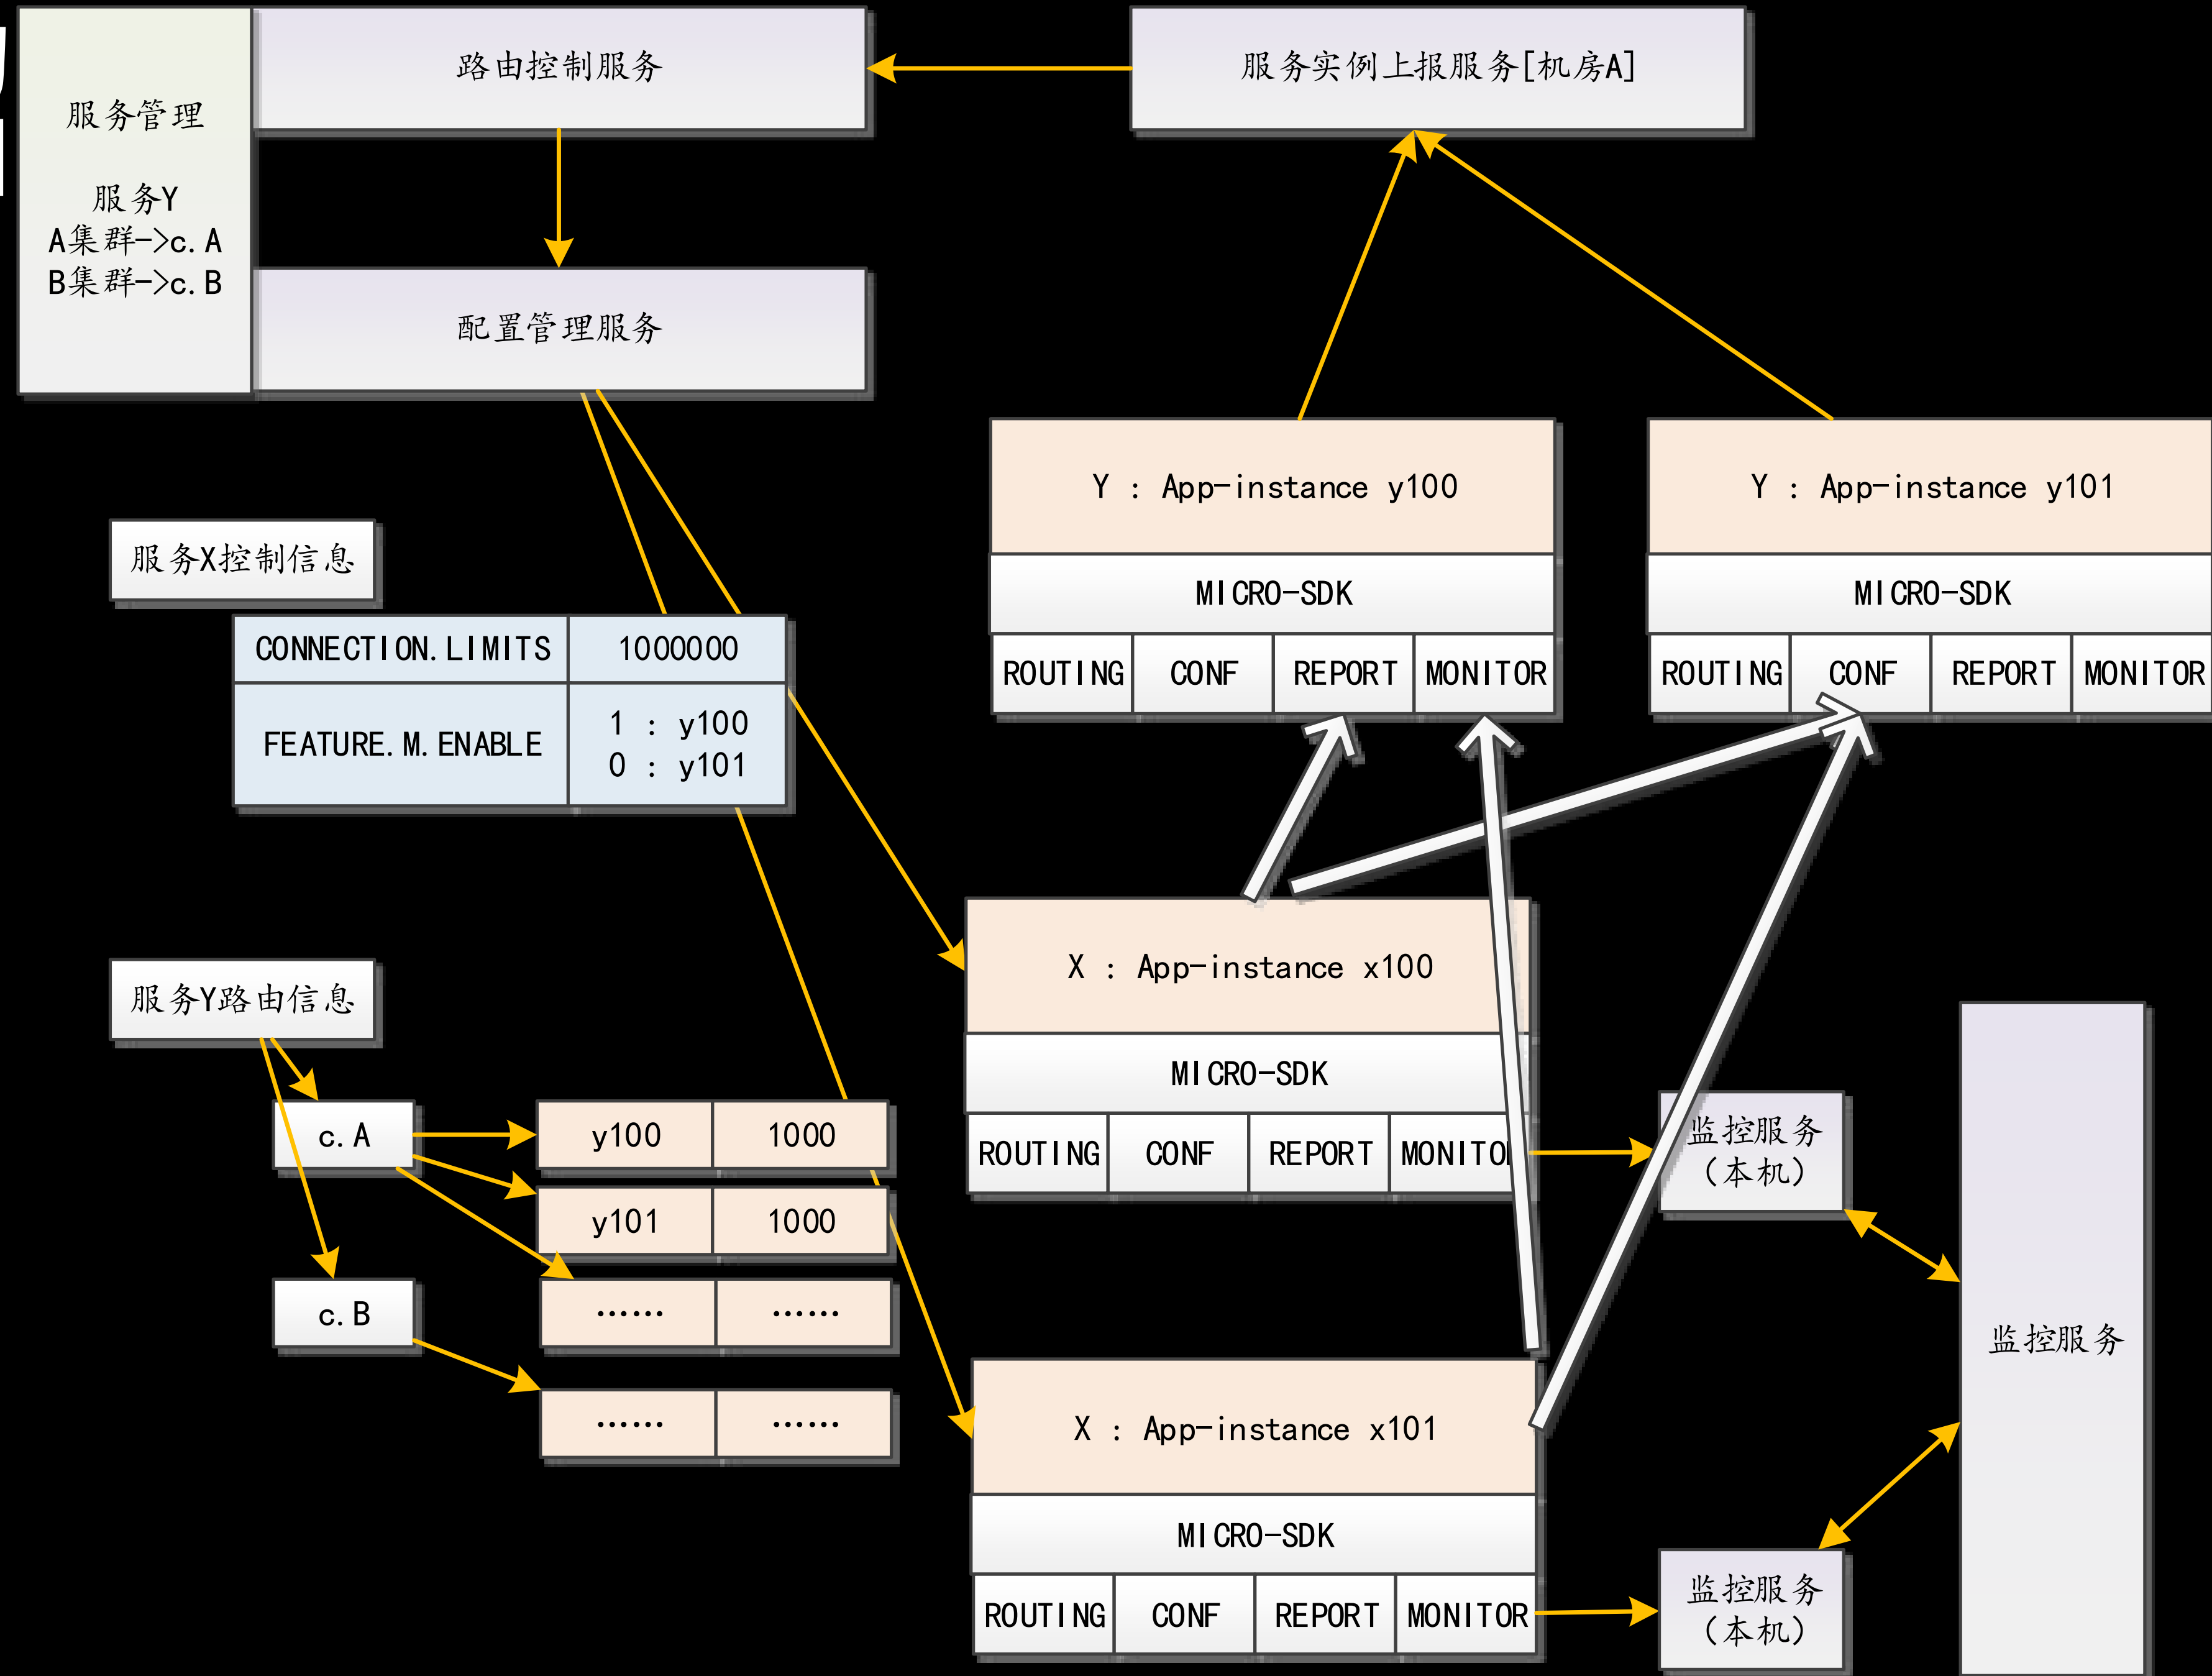 服务管理
服务Y
A集群->c.A
B集群->c.B
路由控制服务
服务实例上报服务[机房A]
配置管理服务
Y : App-instance y100
MICRO-SDK
ROUTING
CONF
REPORT
MONITOR
Y : App-instance y101
MICRO-SDK
ROUTING
CONF
REPORT
MONITOR
服务X控制信息
CONNECTION.LIMITS
1000000
FEATURE.M.ENABLE
1 : y100
0 : y101
X : App-instance x100
MICRO-SDK
ROUTING
CONF
REPORT
MONITOR
服务Y路由信息
c.A
y100
1000
y101
1000
……
……
c.B
……
……
X : App-instance x101
MICRO-SDK
ROUTING
CONF
REPORT
MONITOR
监控服务
(本机)
监控服务
监控服务
(本机)